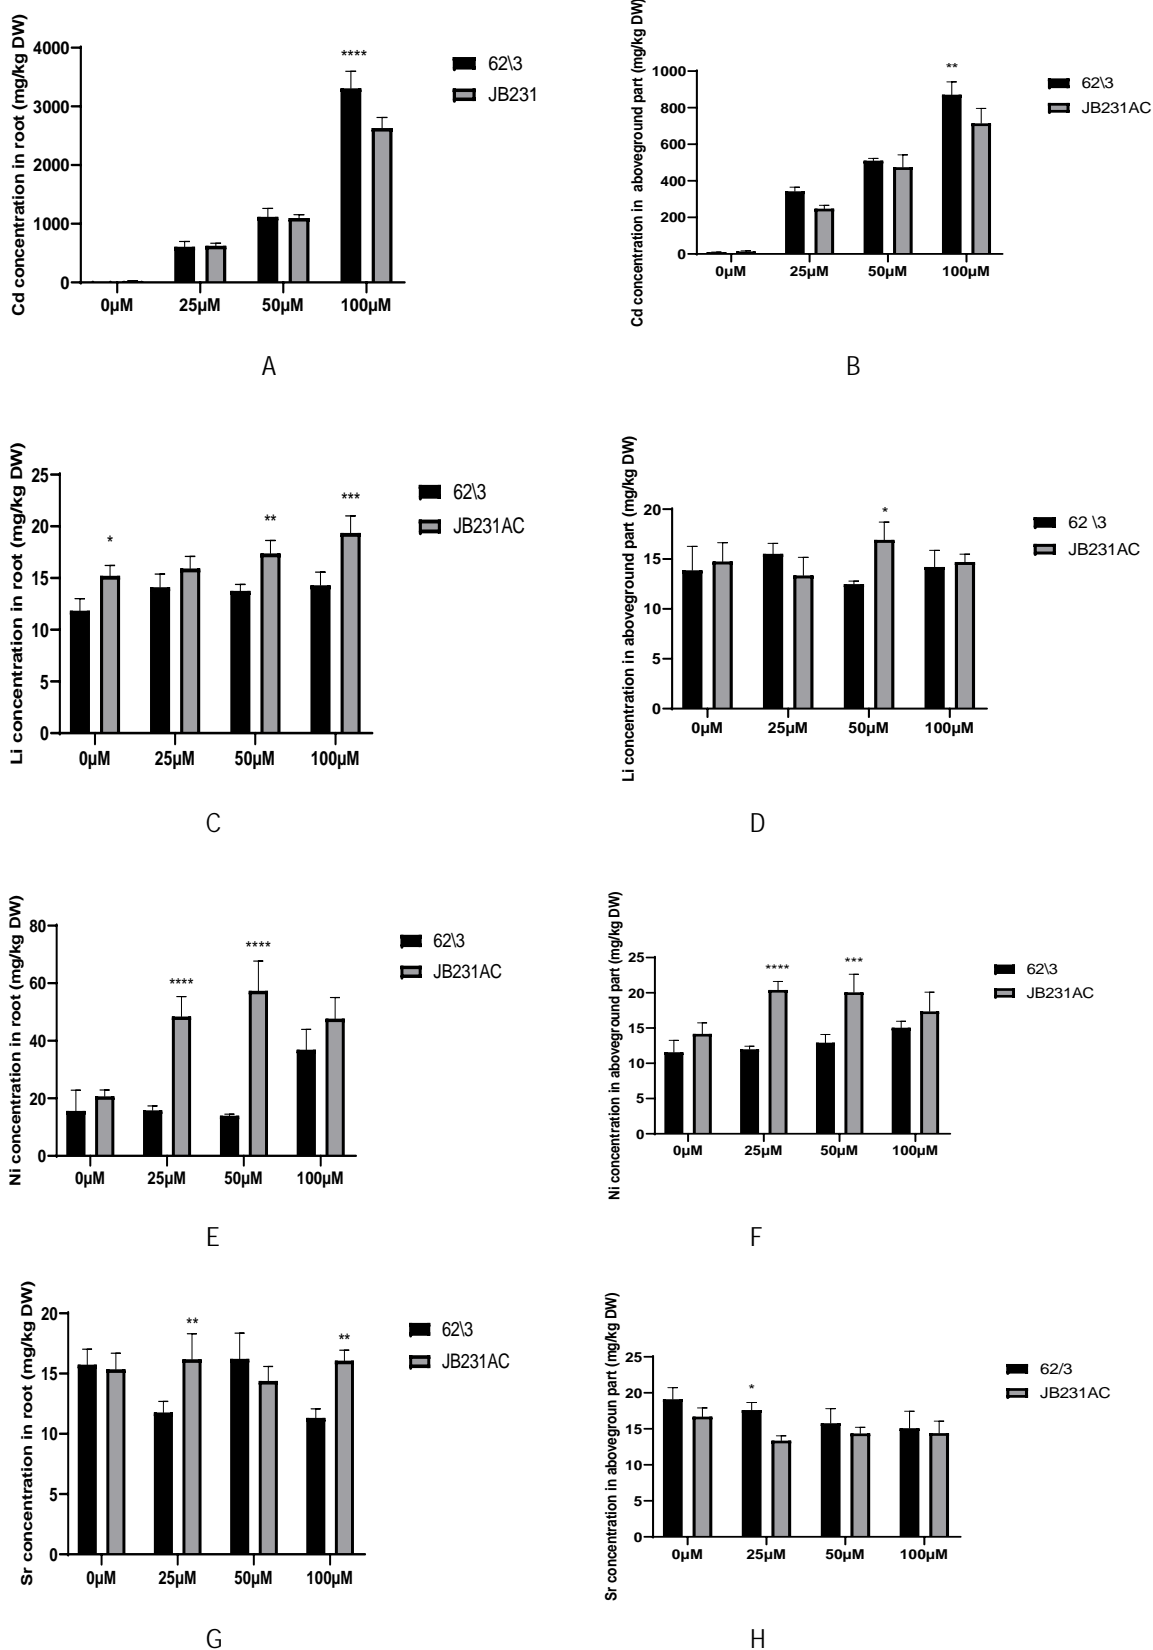 Cd concentration in root (mg/kg DW)
4000
3000
2000
1000
0
****
0µM
25µM
50µM
100µM
62\3
JB231
A
Cd concentration in aboveground part (mg/kg DW)
1000
800
600
400
200
0
**
0µM
25µM
50µM
100µM
62\3
JB231AC
B
Li concentration in root (mg/kg DW)
25
20
15
10
5
0
*
**
***
0µM
25µM
50µM
100µM
62\3
JB231AC
C
Li concentration in aboveground part (mg/kg DW)
20
15
10
5
0
*
0µM
25µM
50µM
100µM
62 \3
JB231AC
D
Ni concentration in root (mg/kg DW)
80
60
40
20
0
****
****
0µM
25µM
50µM
100µM
62\3
JB231AC
E
Ni concentration in aboveground part (mg/kg DW)
25
20
15
10
5
0
****
***
0µM
25µM
50µM
100µM
62\3
JB231AC
F
Sr concentration in root (mg/kg DW)
20
15
10
5
0
**
**
0µM
25µM
50µM
100µM
62\3
JB231AC
G
Sr concentration in abovegroun part (mg/kg DW)
25
20
15
10
5
0
*
0µM
25µM
50µM
100µM
62/3
JB231AC
H